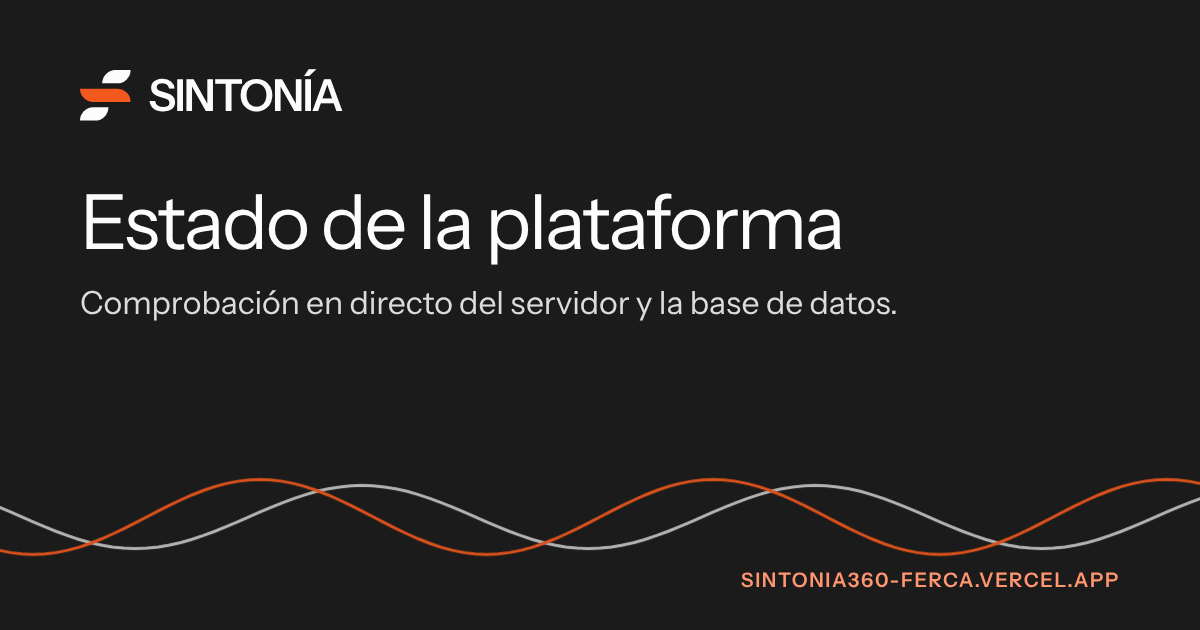 SINTONÍA
Estado de la plataforma
Comprobación en directo del servidor y la base de datos.
SINTONIA360-FERCA.VERCEL.APP